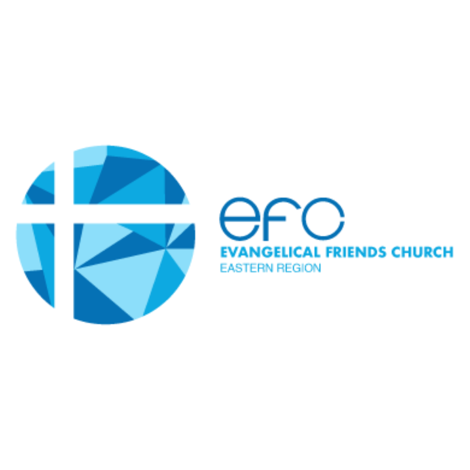 efc
EVANGELICAL FRIENDS CHURCH
EASTERN REGION